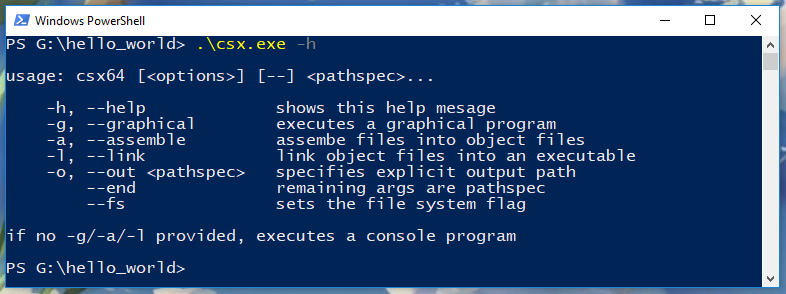 Windows PowerShell
PS G:\hello_world> .\csx.exe -h
usage: csx64 [<options>] [--] <pathspec>...
-h, --help shows this help mesage
-g, --graphical executes a graphical program
-a, --assemble assembe files into object files
-l, --link link object files into an executable
-o, --out <pathspec> specifies explicit output path
--end remaining args are pathspec
--fs sets the file system flag
if no -g/-a/-l provided, executes a console program
PS G:\hello_world>